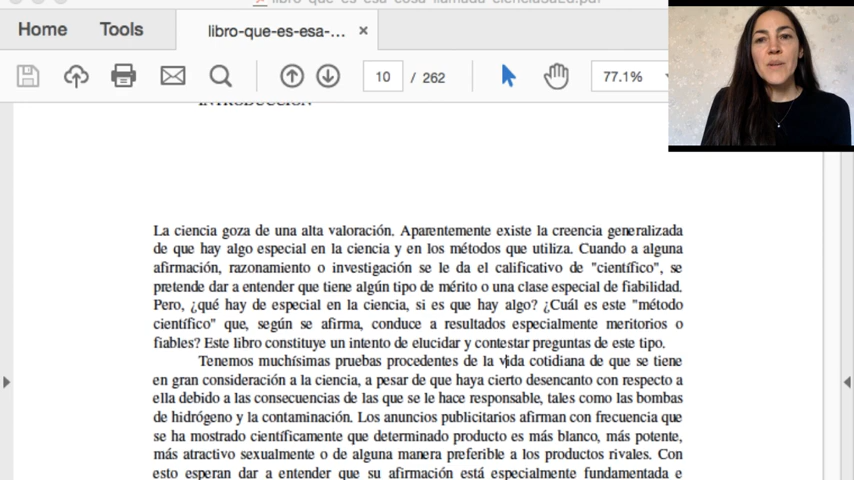 libro-que-es-esa-cosa-llamada-ciencia3a2d.pdf
Home Tools libro-que-es-esa-... ×
10 / 262 77.1%
INTRODUCCIÓN
La ciencia goza de una alta valoración. Aparentemente existe la creencia generalizada
de que hay algo especial en la ciencia y en los métodos que utiliza. Cuando a alguna
afirmación, razonamiento o investigación se le da el calificativo de "científico", se
pretende dar a entender que tiene algún tipo de mérito o una clase especial de fiabilidad.
Pero, ¿qué hay de especial en la ciencia, si es que hay algo? ¿Cuál es este "método
científico" que, según se afirma, conduce a resultados especialmente meritorios o
fiables? Este libro constituye un intento de elucidar y contestar preguntas de este tipo.
Tenemos muchísimas pruebas procedentes de la vida cotidiana de que se tiene
en gran consideración a la ciencia, a pesar de que haya cierto desencanto con respecto a
ella debido a las consecuencias de las que se le hace responsable, tales como las bombas
de hidrógeno y la contaminación. Los anuncios publicitarios afirman con frecuencia que
se ha mostrado científicamente que determinado producto es más blanco, más potente,
más atractivo sexualmente o de alguna manera preferible a los productos rivales. Con
esto esperan dar a entender que su afirmación está especialmente fundamentada e